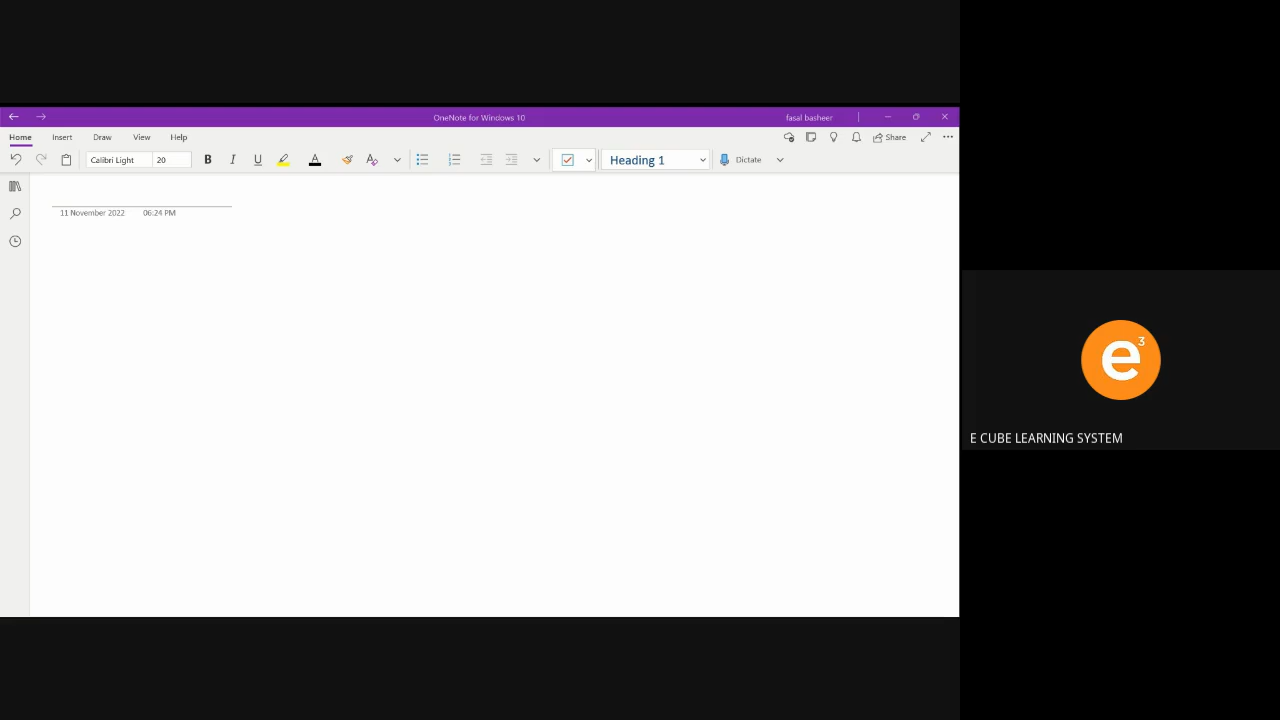 OneNote for Windows 10
fasal basheer
Home Insert Draw View Help
Share
Calibri Light 20 B I U A Heading 1 Dictate
11 November 2022 06:24 PM
e3
E CUBE LEARNING SYSTEM